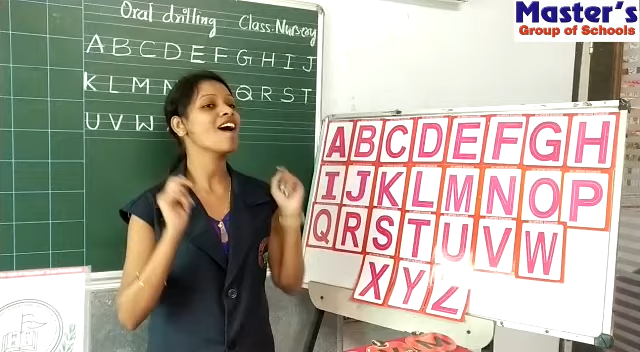 Master's
Group of Schools
Oral drilling Class:Nursery
A B C D E F G H I J
K L M N Q R S T
U V W
A B C D E F G H
I J K L M N O P
Q R S T U V W
X Y Z